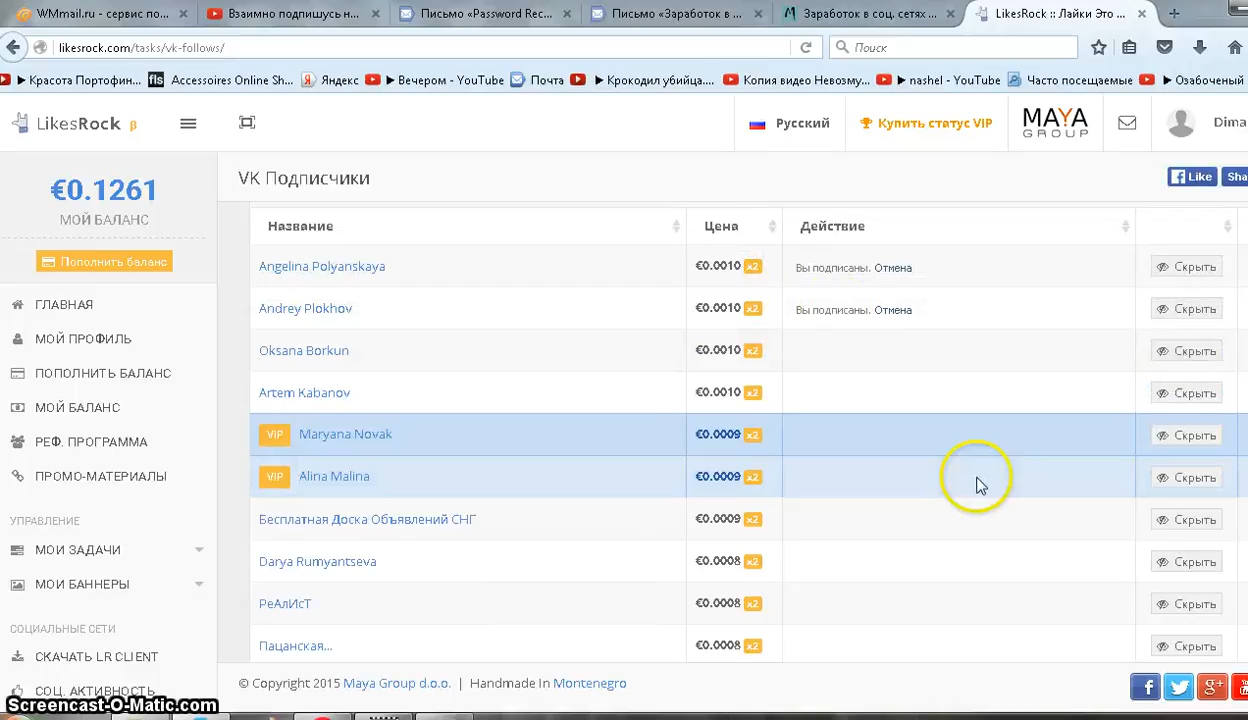 WMmail.ru - сервис по...
Взаимно подпишусь н...
Письмо «Password Rec...
Письмо «Заработок в ...
Заработок в соц. сетях ...
LikesRock :: Лайки Это ...
likesrock.com/tasks/vk-follows/
Поиск
Красота Портофин...
fls Accessoires Online Sh...
Яндекс
Вечером - YouTube
Почта
Крокодил убийца....
Копия видео Невозму...
nashel - YouTube
Часто посещаемые
Озабоченый
LikesRock β
Русский
Купить статус VIP
MAYA GROUP
Dima
€0.1261
МОЙ БАЛАНС
Пополнить баланс
VK Подписчики
Like
Sha
ГЛАВНАЯ
МОЙ ПРОФИЛЬ
ПОПОЛНИТЬ БАЛАНС
МОЙ БАЛАНС
РЕФ. ПРОГРАММА
ПРОМО-МАТЕРИАЛЫ
УПРАВЛЕНИЕ
МОИ ЗАДАЧИ
МОИ БАННЕРЫ
СОЦИАЛЬНЫЕ СЕТИ
СКАЧАТЬ LR CLIENT
СОЦ. АКТИВНОСТЬ
Название Цена Действие
Angelina Polyanskaya €0.0010 x2 Вы подписаны. Отмена Скрыть
Andrey Plokhov €0.0010 x2 Вы подписаны. Отмена Скрыть
Oksana Borkun €0.0010 x2 Скрыть
Artem Kabanov €0.0010 x2 Скрыть
VIP Maryana Novak €0.0009 x2 Скрыть
VIP Alina Malina €0.0009 x2 Скрыть
Бесплатная Доска Объявлений СНГ €0.0009 x2 Скрыть
Darya Rumyantseva €0.0008 x2 Скрыть
РеАлИсТ €0.0008 x2 Скрыть
Пацанская... €0.0008 x2 Скрыть
© Copyright 2015 Maya Group d.o.o. | Handmade In Montenegro
Screencast-O-Matic.com